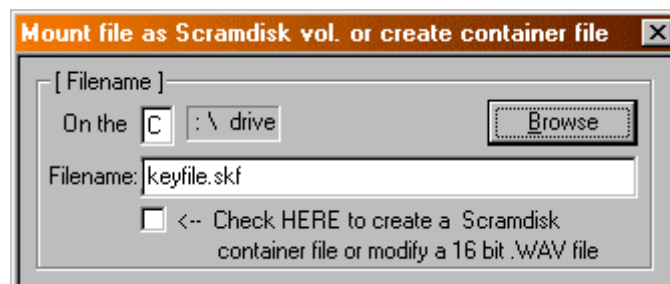 Mount file as Scramdisk vol. or create container file
[ Filename ]
On the C :\ drive Browse
Filename: keyfile.skf
<-- Check HERE to create a Scramdisk
container file or modify a 16 bit .WAV file